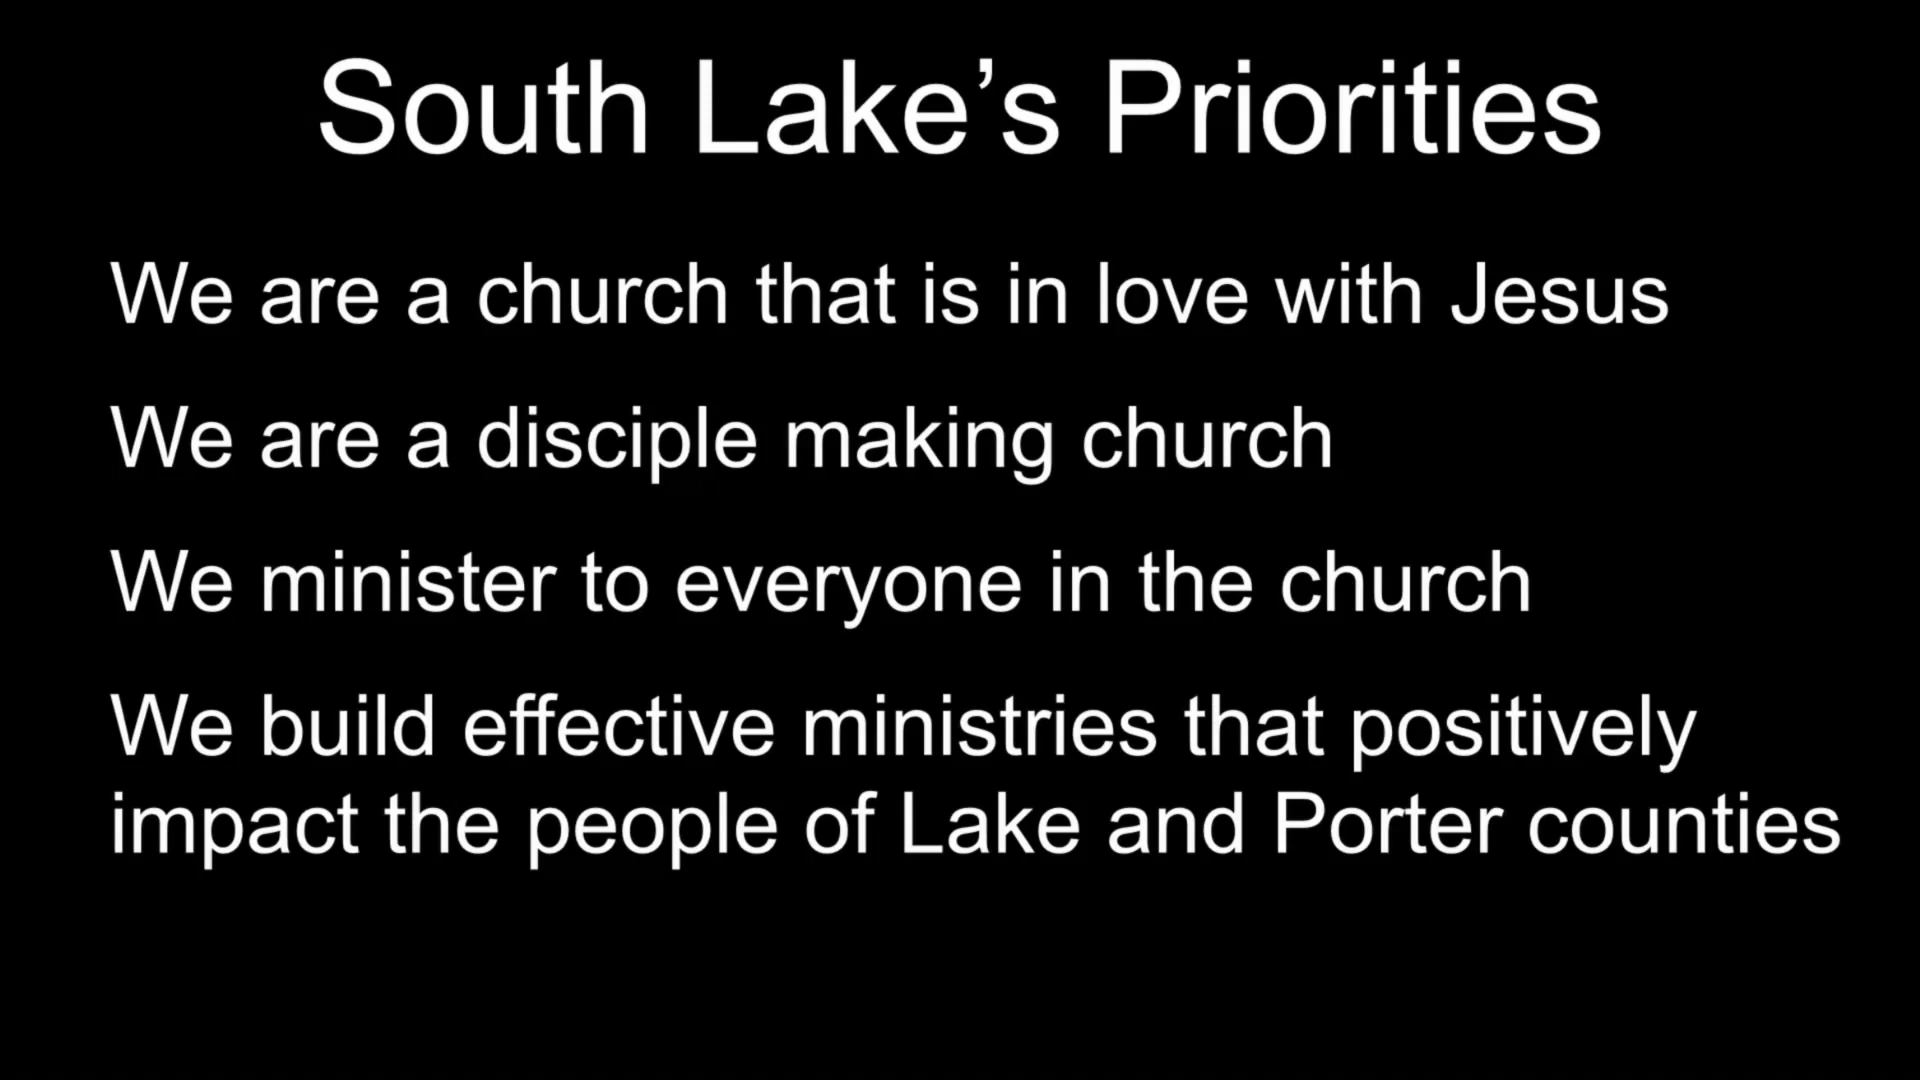 South Lake’s Priorities
We are a church that is in love with Jesus
We are a disciple making church
We minister to everyone in the church
We build effective ministries that positively
impact the people of Lake and Porter counties